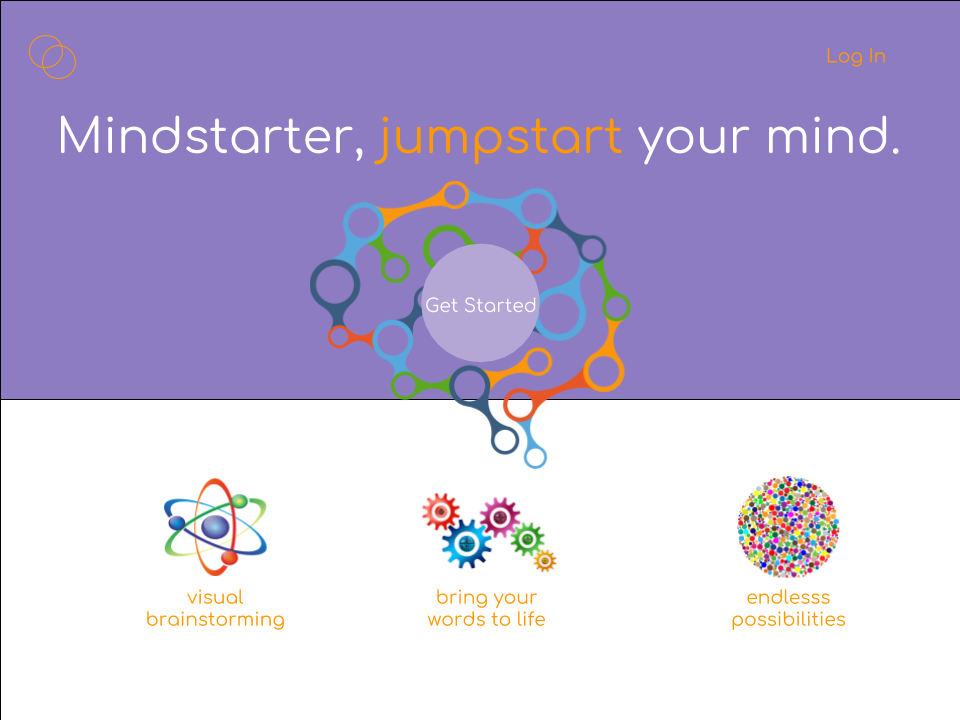 Log In
Mindstarter, jumpstart your mind.
Get Started
visual
brainstorming
bring your
words to life
endlesss
possibilities